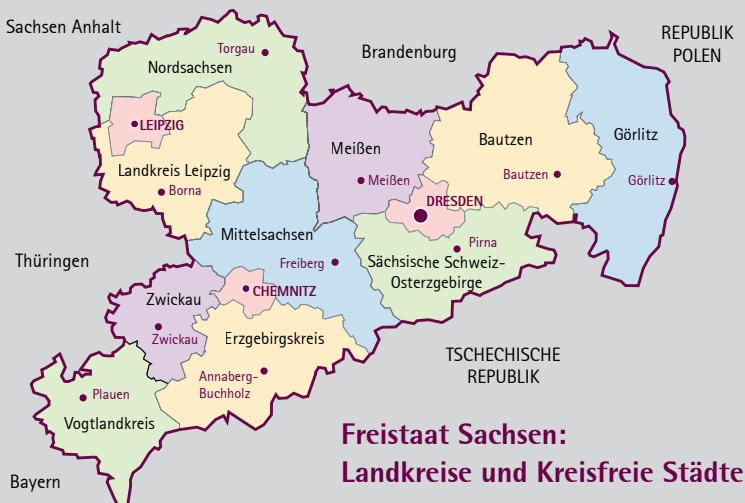 Sachsen Anhalt
Brandenburg
REPUBLIK
POLEN
Torgau
Nordsachsen
LEIPZIG
Landkreis Leipzig
Borna
Meißen
Meißen
Bautzen
Bautzen
Görlitz
Görlitz
DRESDEN
Mittelsachsen
Freiberg
Pirna
Sächsische Schweiz-
Osterzgebirge
Thüringen
Zwickau
Zwickau
CHEMNITZ
Erzgebirgskreis
Annaberg-
Buchholz
TSCHECHISCHE
REPUBLIK
Plauen
Vogtlandkreis
Bayern
Freistaat Sachsen:
Landkreise und Kreisfreie Städte